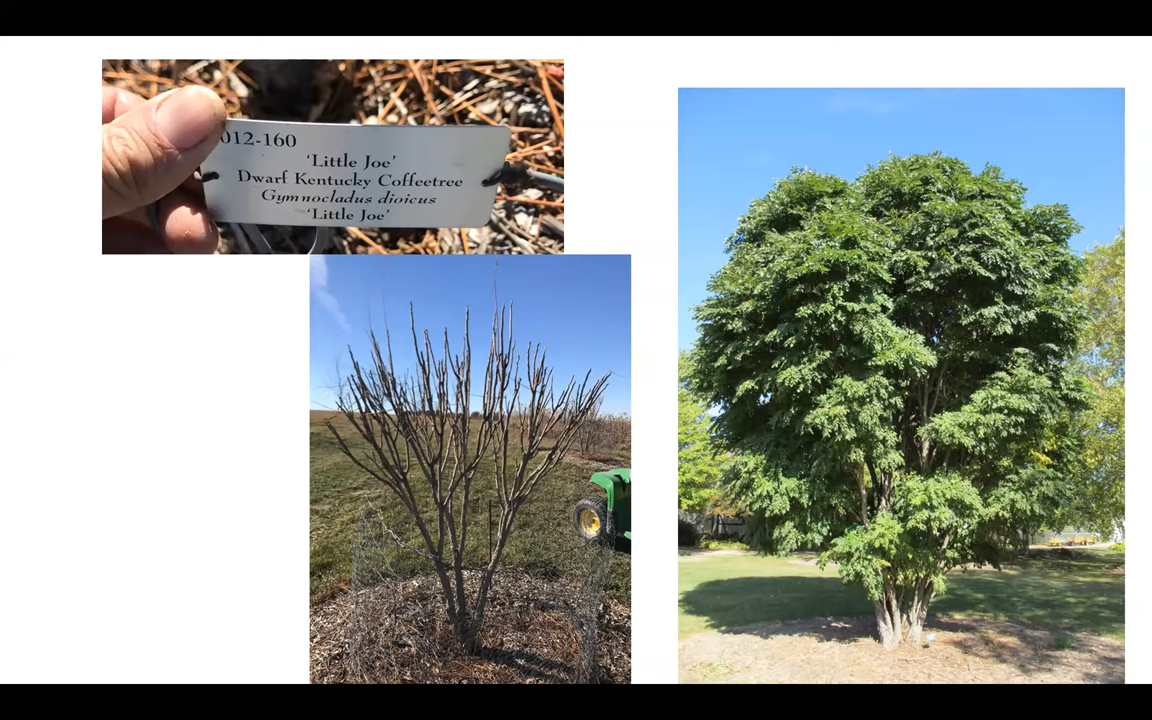 012-160
‘Little Joe’
Dwarf Kentucky Coffeetree
Gymnocladus dioicus
‘Little Joe’